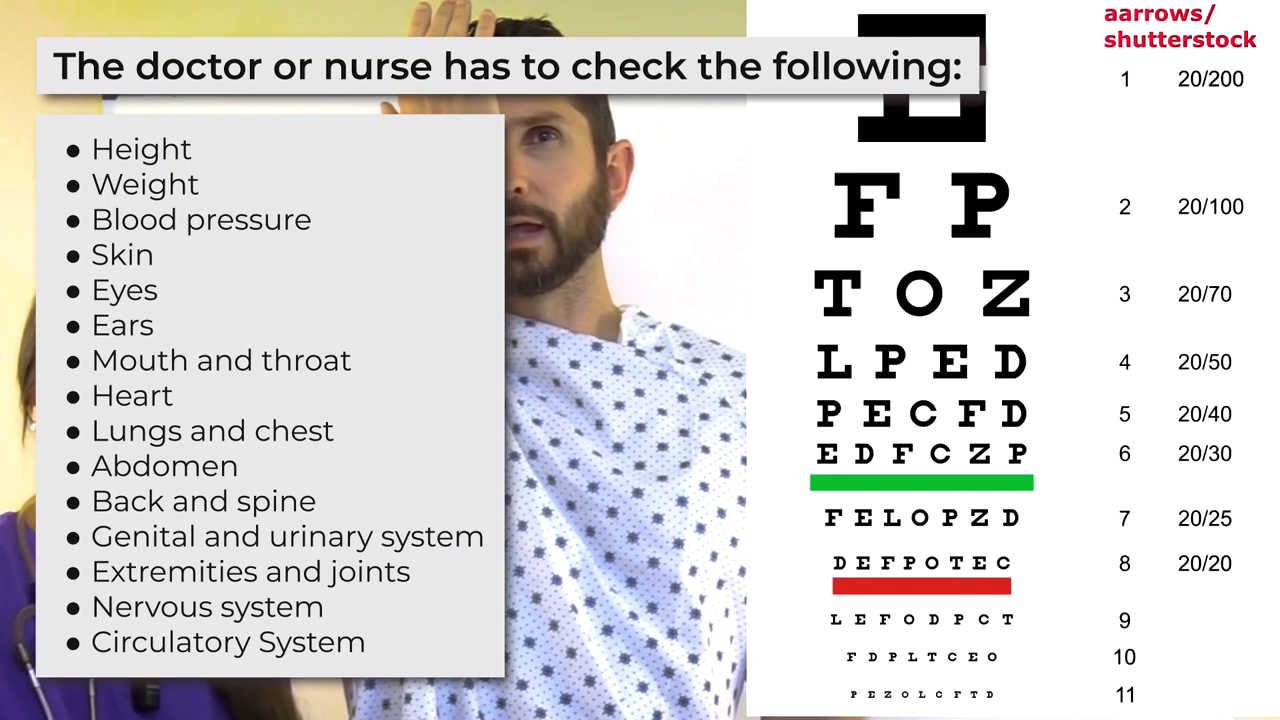 The doctor or nurse has to check the following:
● Height
● Weight
● Blood pressure
● Skin
● Eyes
● Ears
● Mouth and throat
● Heart
● Lungs and chest
● Abdomen
● Back and spine
● Genital and urinary system
● Extremities and joints
● Nervous system
● Circulatory System
aarrows/
shutterstock
E 1 20/200
F P 2 20/100
T O Z 3 20/70
L P E D 4 20/50
P E C F D 5 20/40
E D F C Z P 6 20/30
F E L O P Z D 7 20/25
D E F P O T E C 8 20/20
L E F O D P C T 9
F D P L T C E O 10
P E Z O L C F T D 11